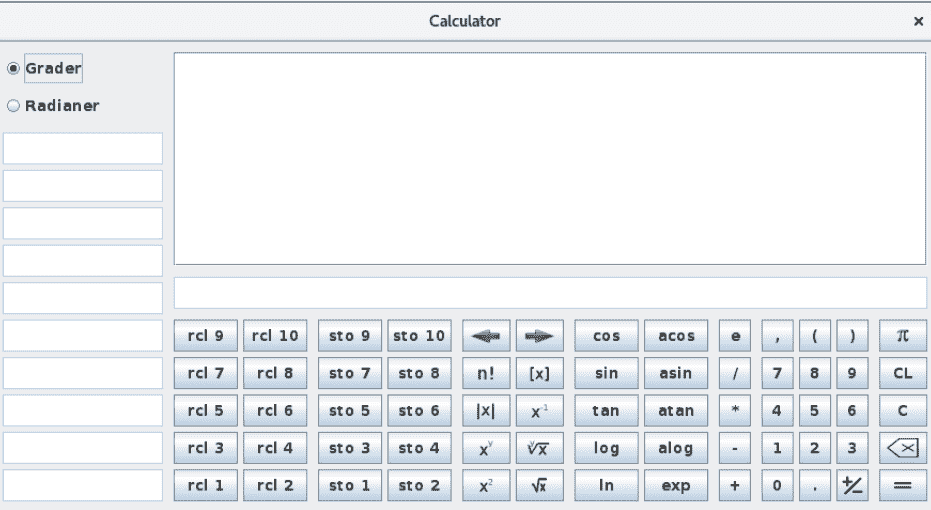 Calculator ×
Grader
Radianer
rcl 9 rcl 10 sto 9 sto 10 cos acos e , ( ) π
rcl 7 rcl 8 sto 7 sto 8 n! [x] sin asin / 7 8 9 CL
rcl 5 rcl 6 sto 5 sto 6 |x| x⁻¹ tan atan * 4 5 6 C
rcl 3 rcl 4 sto 3 sto 4 xʸ ʸ√x log alog - 1 2 3
rcl 1 rcl 2 sto 1 sto 2 x² √x ln exp + 0 . +/− =